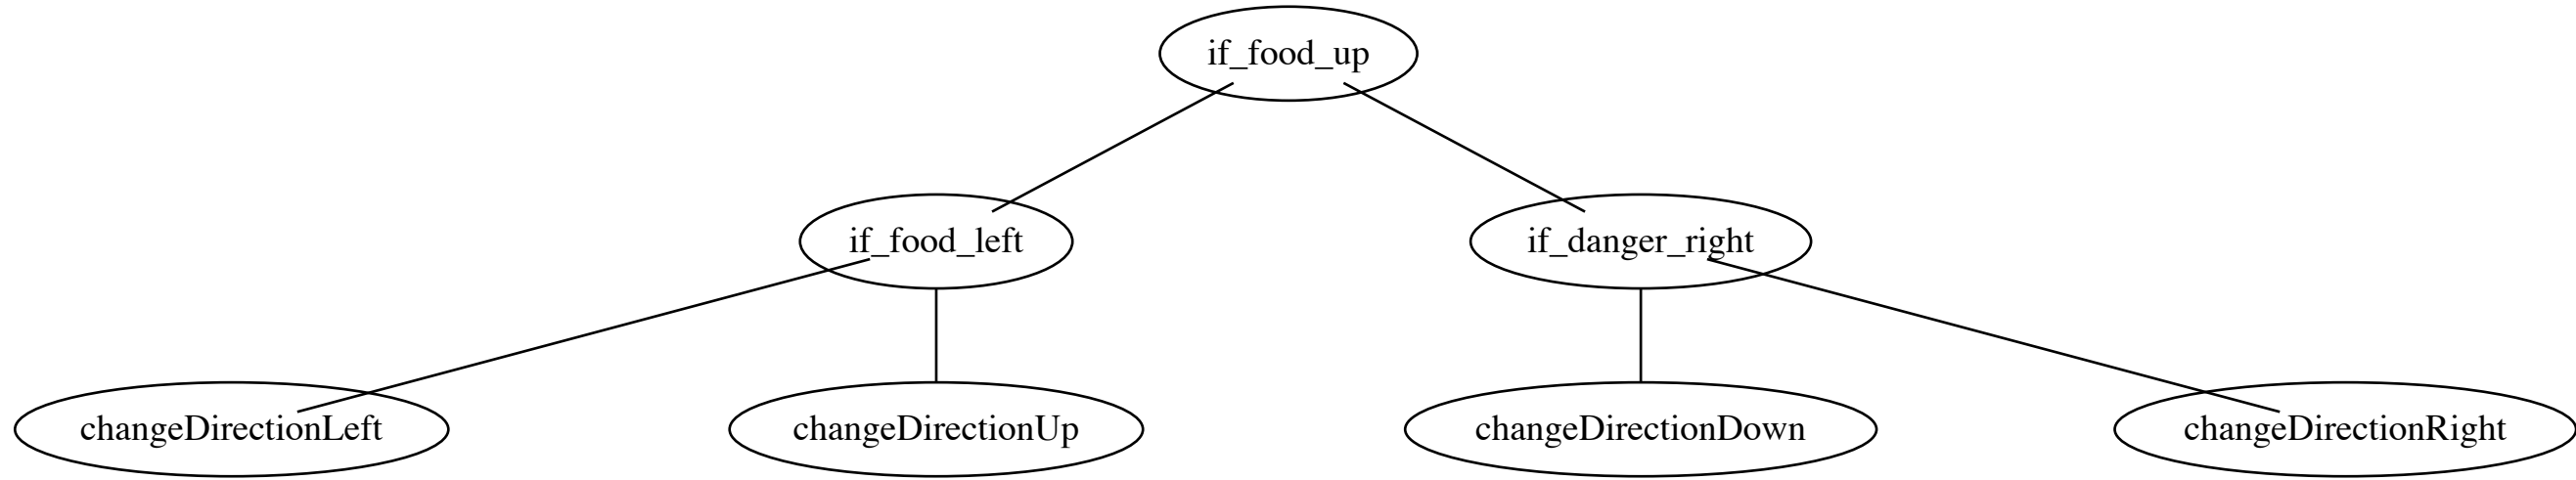 if_food_up
if_food_left
if_danger_right
changeDirectionLeft
changeDirectionUp
changeDirectionDown
changeDirectionRight